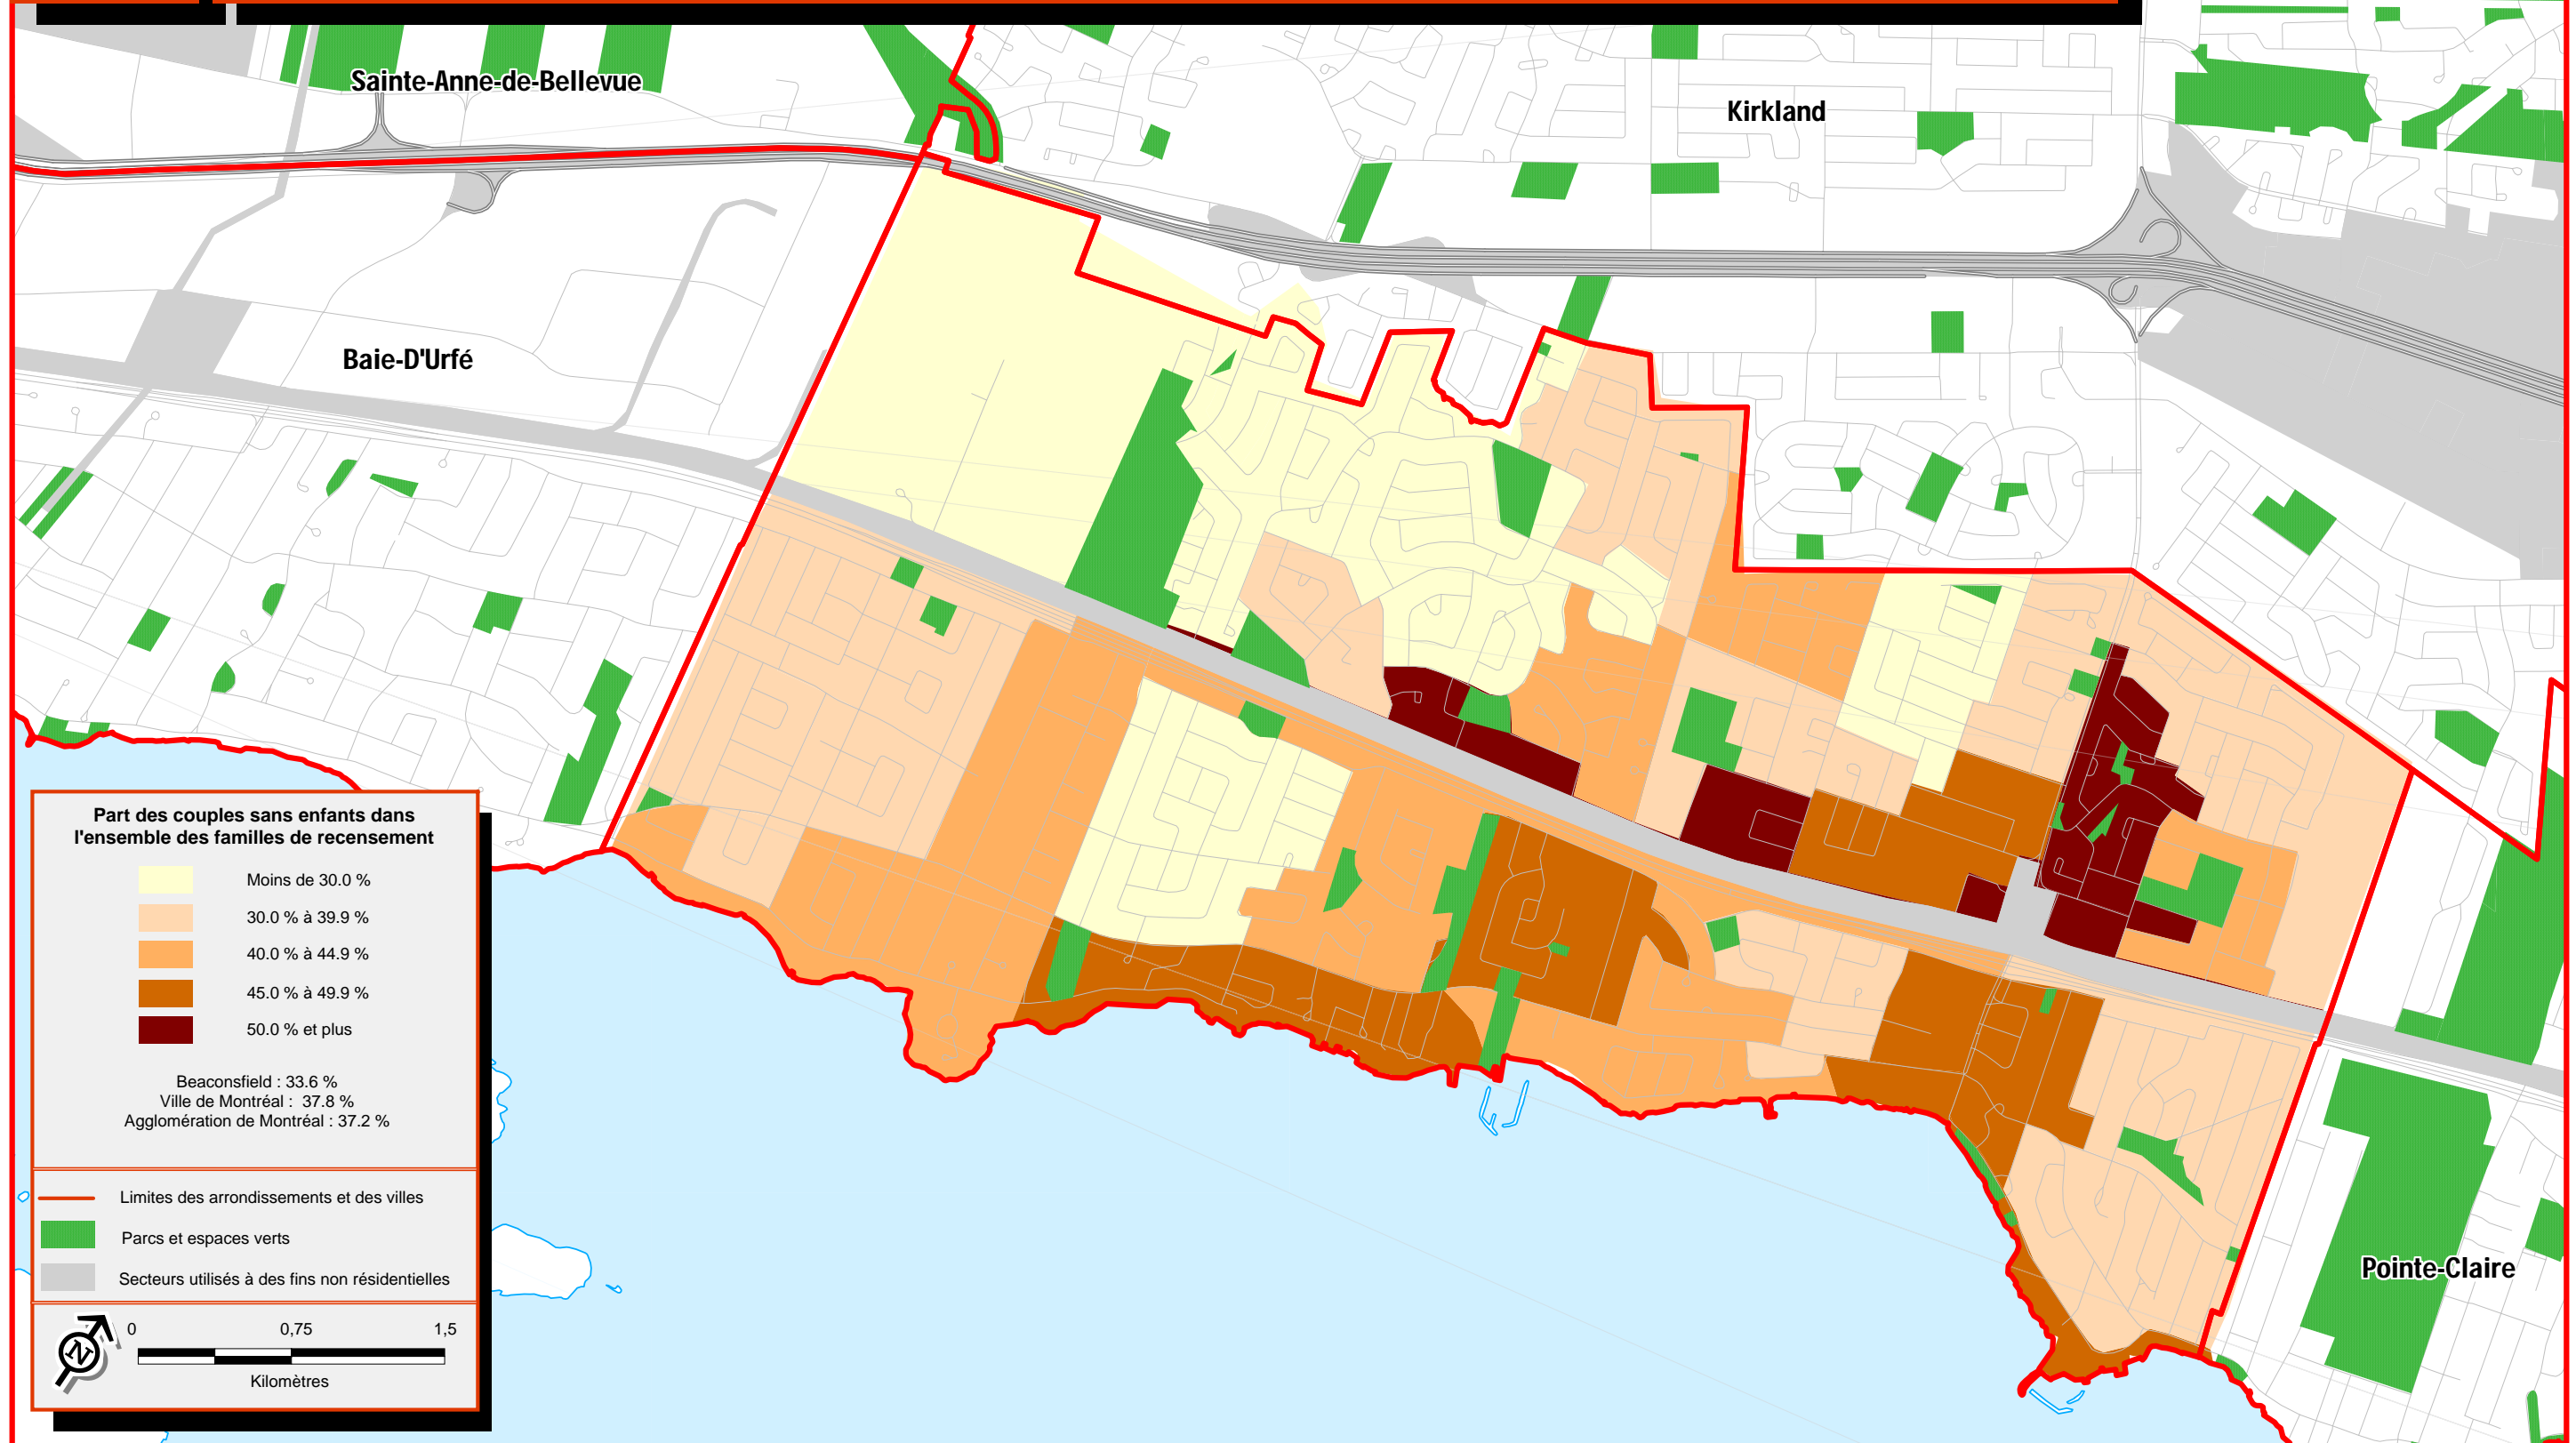 Sainte-Anne-de-Bellevue
Kirkland
Baie-D'Urfé
Pointe-Claire
Part des couples sans enfants dans
l'ensemble des familles de recensement
Moins de 30.0 %
30.0 % à 39.9 %
40.0 % à 44.9 %
45.0 % à 49.9 %
50.0 % et plus
Beaconsfield : 33.6 %
Ville de Montréal : 37.8 %
Agglomération de Montréal : 37.2 %
Limites des arrondissements et des villes
Parcs et espaces verts
Secteurs utilisés à des fins non résidentielles
N
0 0,75 1,5
Kilomètres